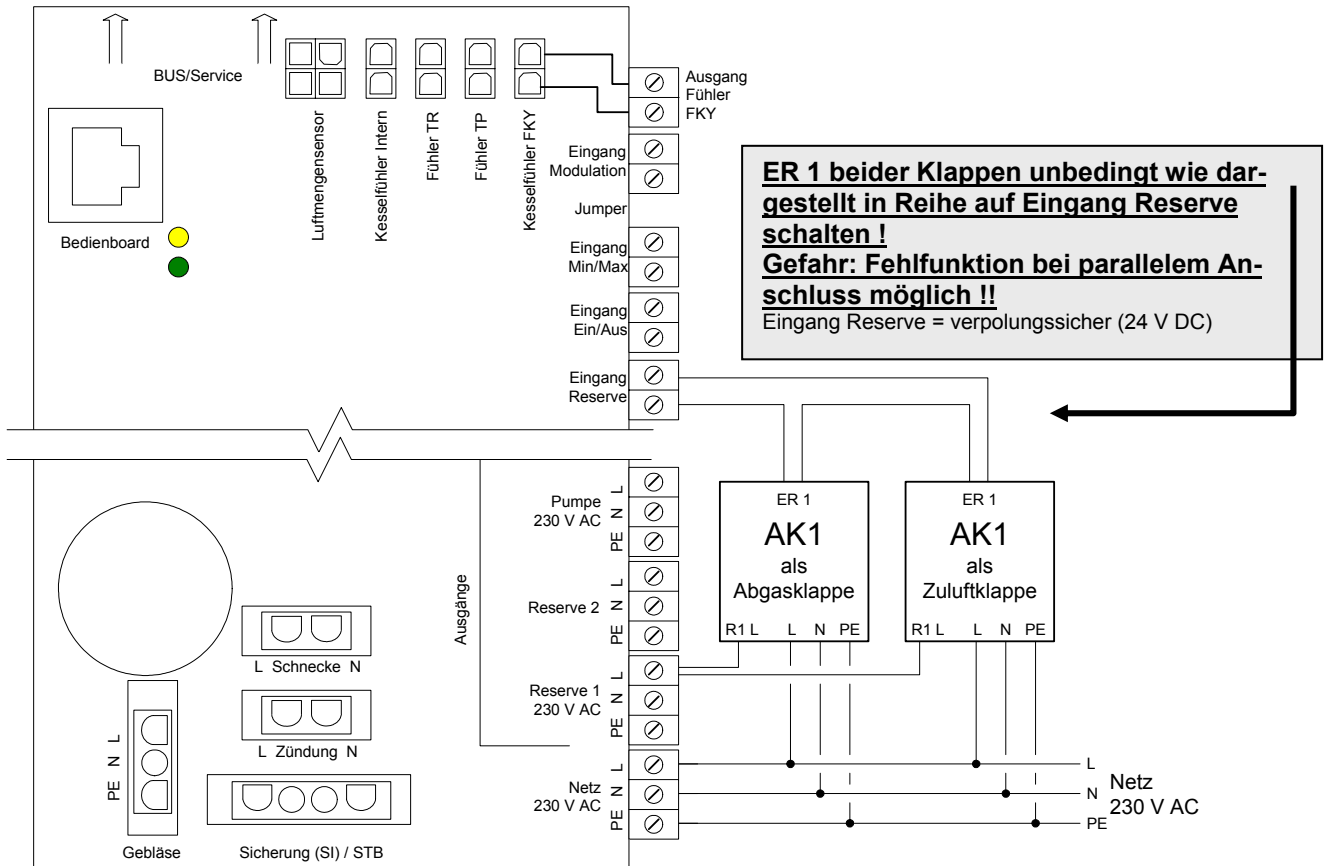 BUS/Service
Luftmengensensor
Kesselfühler Intern
Fühler TR
Fühler TP
Kesselfühler FKY
Bedienboard
Ausgang
Fühler
FKY
Eingang
Modulation
Jumper
Eingang
Min/Max
Eingang
Ein/Aus
Eingang
Reserve
ER 1 beider Klappen unbedingt wie dar-
gestellt in Reihe auf Eingang Reserve
schalten !
Gefahr: Fehlfunktion bei parallelem An-
schluss möglich !!
Eingang Reserve = verpolungssicher (24 V DC)
Ausgänge
Pumpe
230 V AC
L
N
PE
Reserve 2
L
N
PE
Reserve 1
230 V AC
L
N
PE
Netz
230 V AC
L
N
PE
ER 1
AK1
als
Abgasklappe
R1 L L N PE
ER 1
AK1
als
Zuluftklappe
R1 L L N PE
L
N
PE
Netz
230 V AC
L Schnecke N
L Zündung N
PE N L
Gebläse
Sicherung (SI) / STB